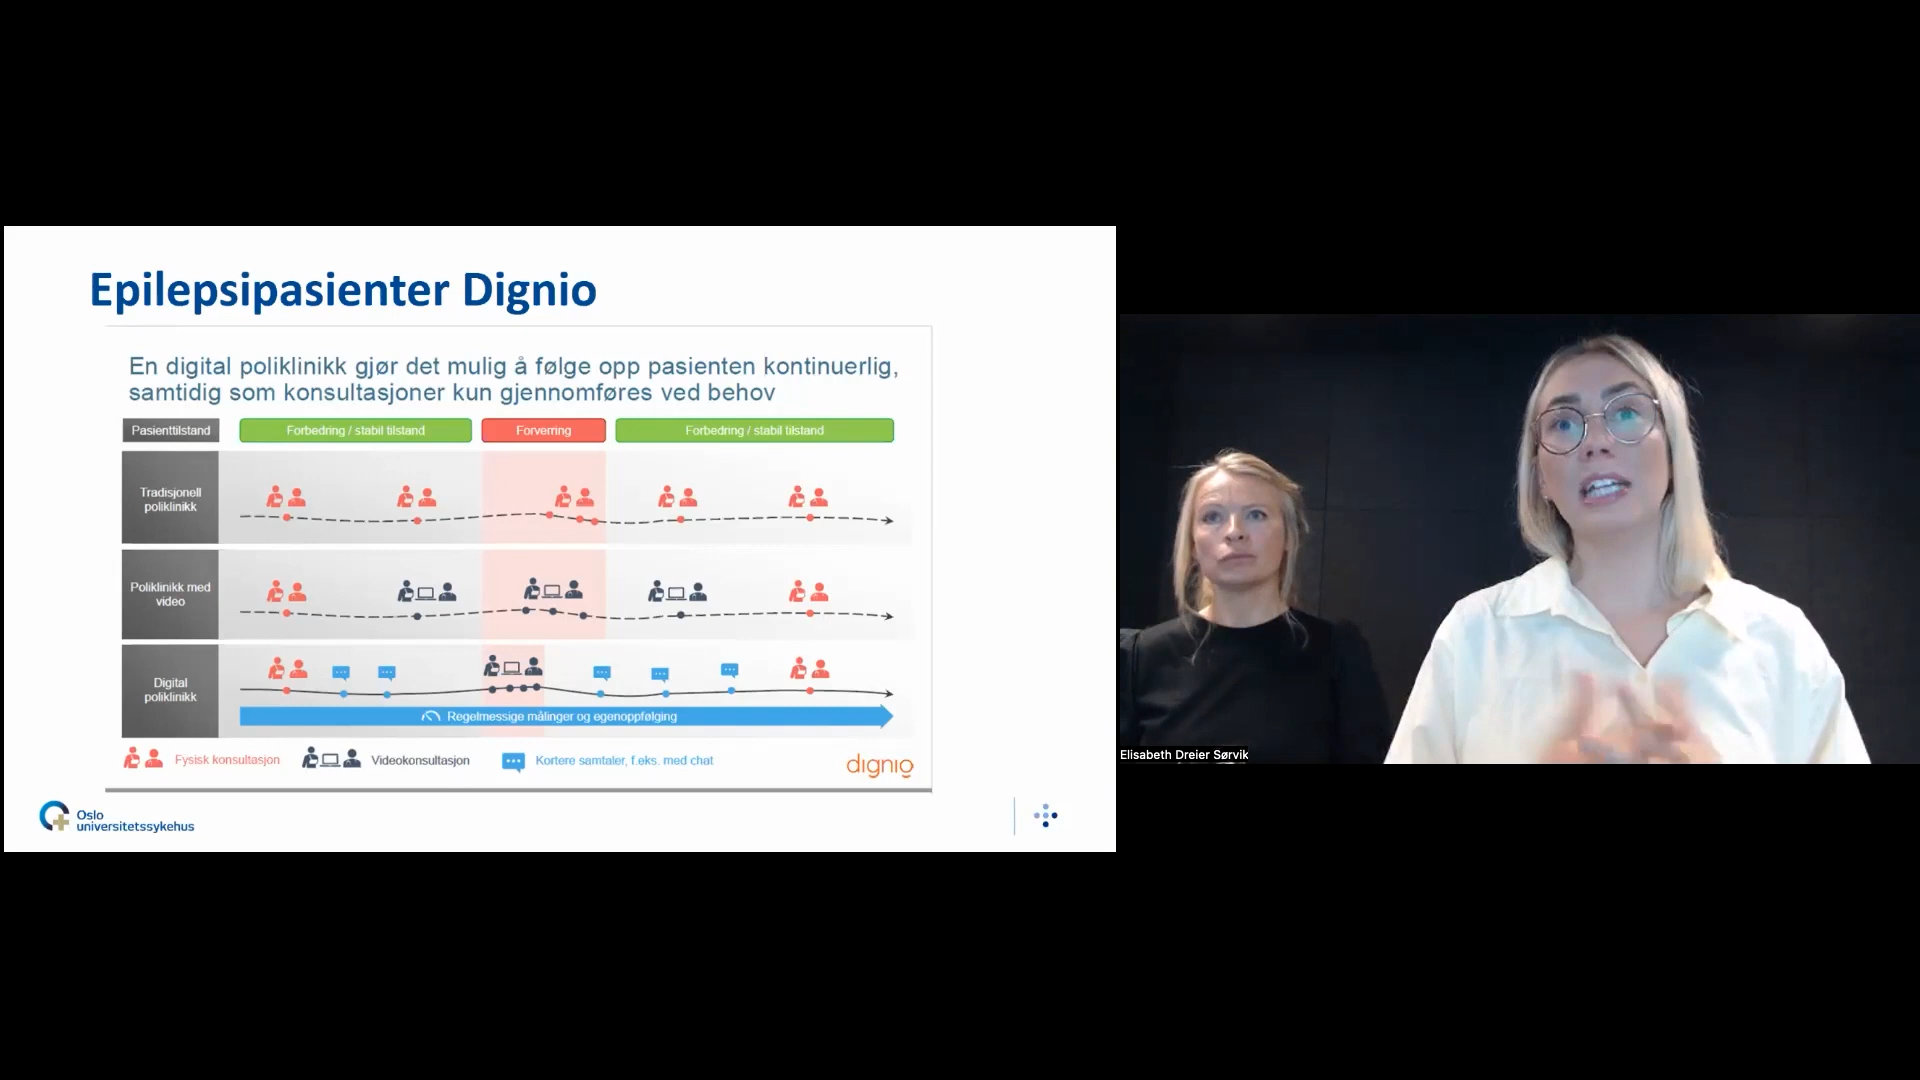 Epilepsipasienter Dignio
En digital poliklinikk gjør det mulig å følge opp pasienten kontinuerlig,
samtidig som konsultasjoner kun gjennomføres ved behov
Pasienttilstand
Forbedring / stabil tilstand
Forverring
Forbedring / stabil tilstand
Tradisjonell
poliklinikk
Poliklinikk med
video
Digital
poliklinikk
Regelmessige målinger og egenoppfølging
Fysisk konsultasjon
Videokonsultasjon
Kortere samtaler, f.eks. med chat
dignio
Oslo
universitetssykehus
Elisabeth Dreier Sørvik